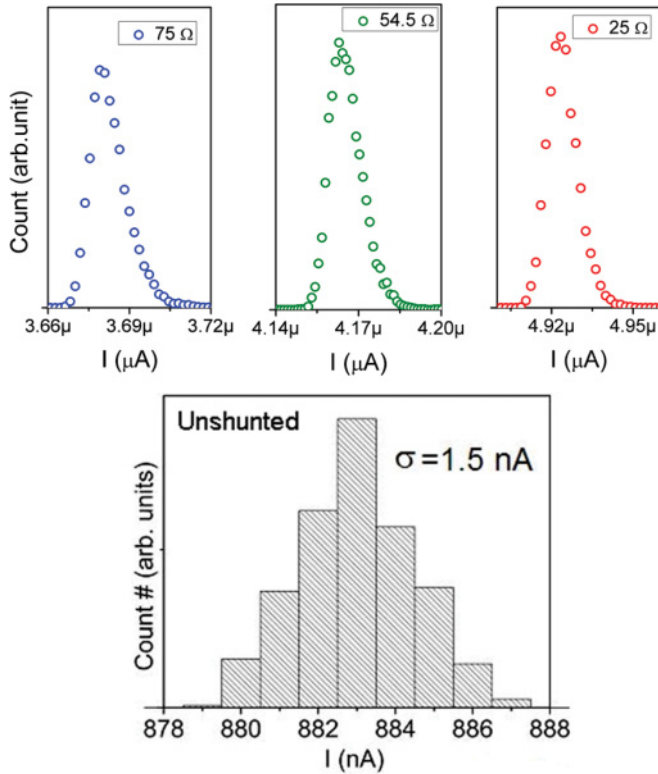 75 Ω
54.5 Ω
25 Ω
Count (arb.unit)
3.66µ 3.69µ 3.72µ
4.14µ 4.17µ 4.20µ
4.92µ 4.95µ
I (µA)
I (µA)
I (µA)
Unshunted
σ=1.5 nA
Count # (arb. units)
878 880 882 884 886 888
I (nA)